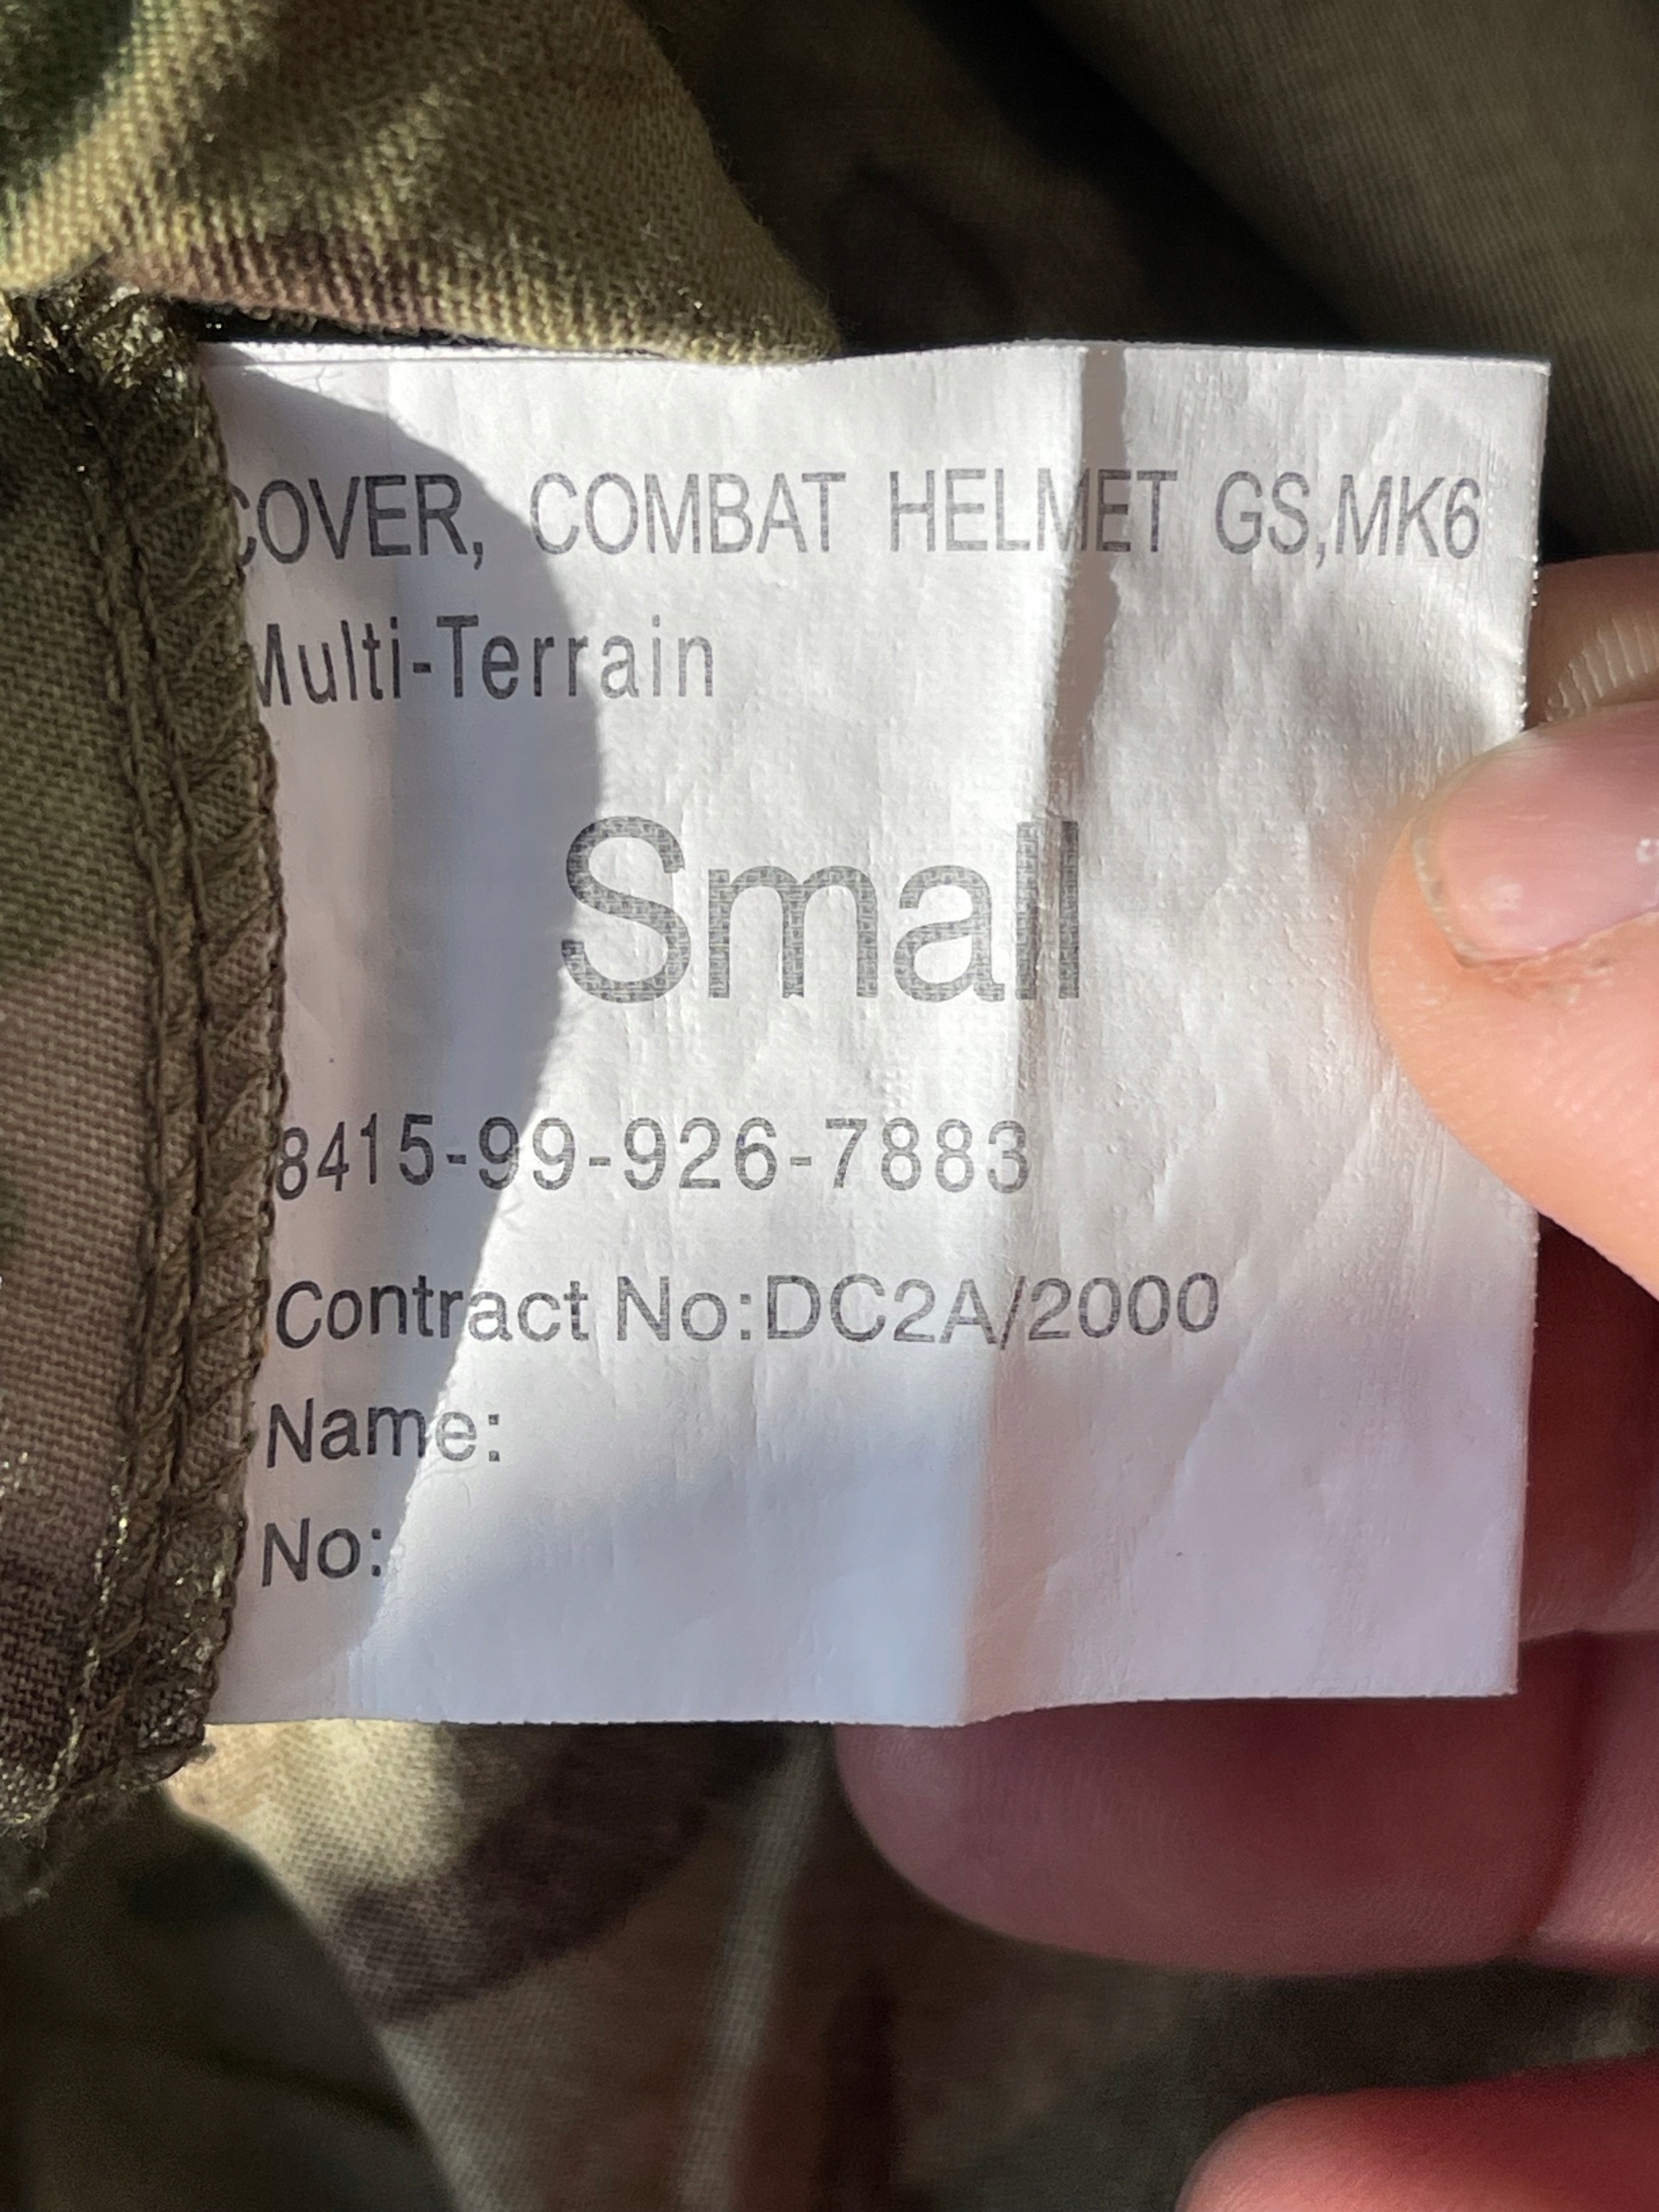 COVER, COMBAT HELMET GS,MK6
Multi-Terrain
Small
8415-99-926-7883
Contract No:DC2A/2000
Name:
No: